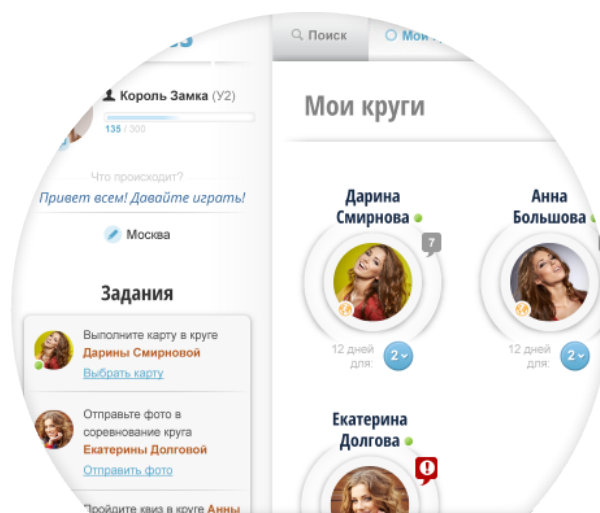 Поиск
Мои
Король Замка (У2)
135 / 300
Что происходит?
Привет всем! Давайте играть!
Москва
Задания
Выполните карту в круге
Дарины Смирновой
Выбрать карту
Отправьте фото в
соревнование круга
Екатерины Долговой
Отправить фото
Пройдите квиз в круге Анны
Мои круги
Дарина
Смирнова
7
12 дней
для:
2
Анна
Большова
12 дней
для:
2
Екатерина
Долгова